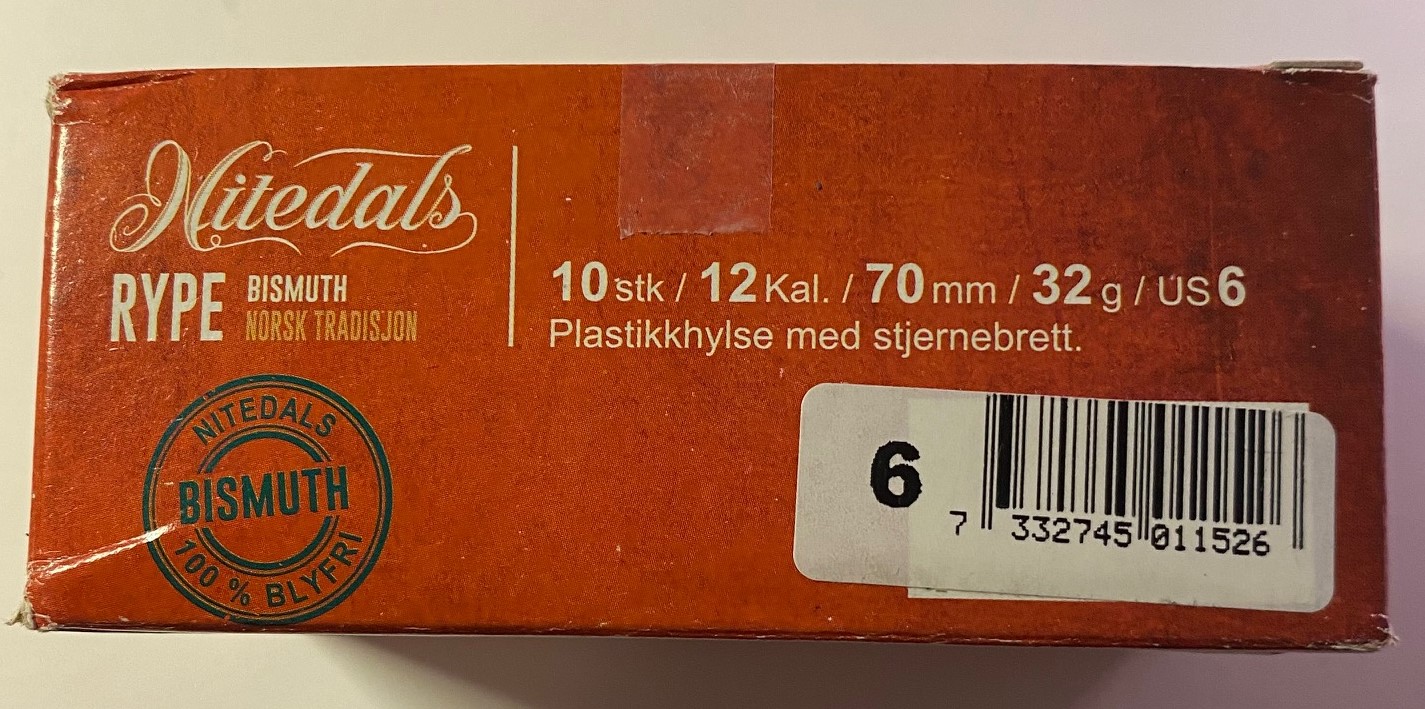 Nitedals
RYPE BISMUTH
NORSK TRADISJON
10 stk / 12 Kal. / 70 mm / 32 g / US 6
Plastikkhylse med stjernebrett.
NITEDALS
BISMUTH
100 % BLYFRI
6
7 332745 011526